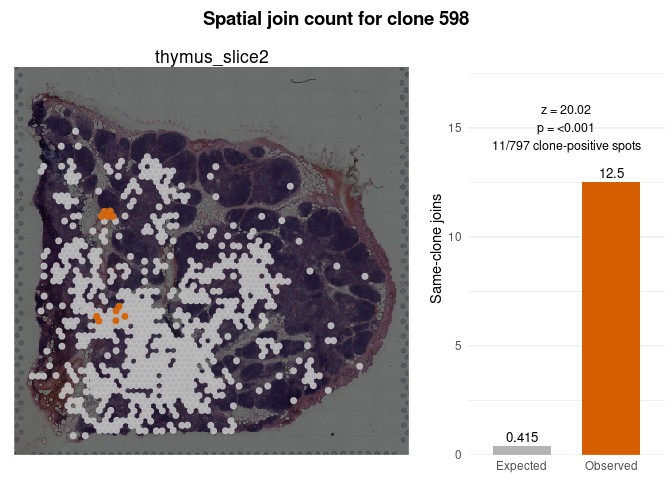 Spatial join count for clone 598
thymus_slice2
z = 20.02
p = <0.001
11/797 clone-positive spots
15
12.5
Same-clone joins
10
5
0.415
0
Expected
Observed